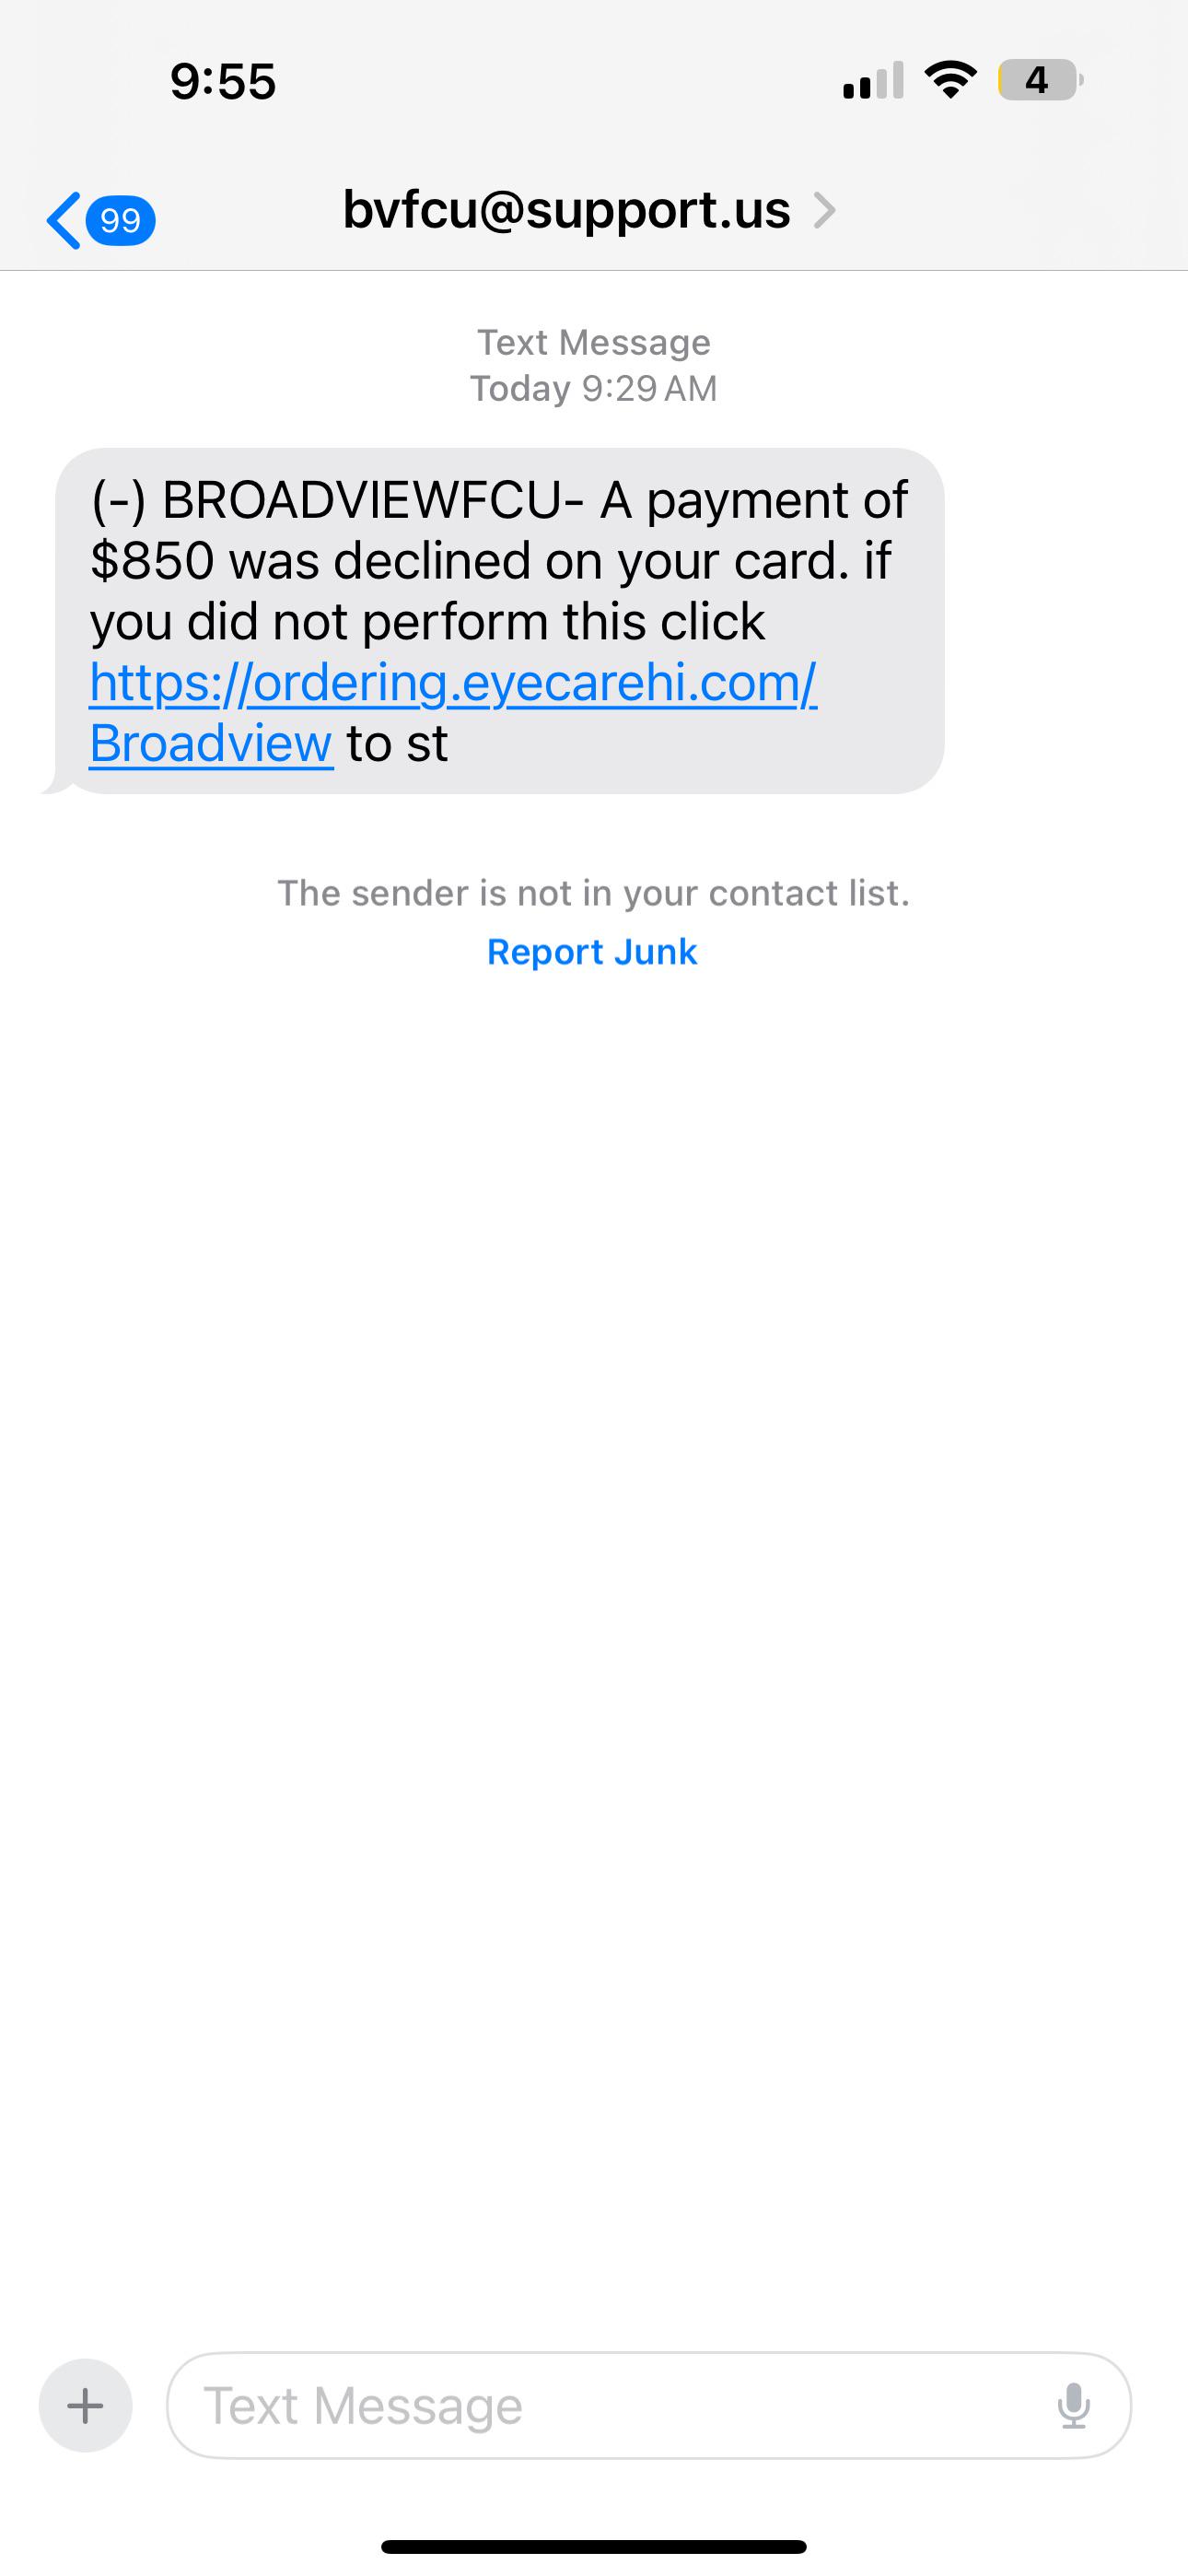 9:55
4
99
bvfcu@support.us
Text Message
Today 9:29 AM
(-) BROADVIEWFCU- A payment of
$850 was declined on your card. if
you did not perform this click
https://ordering.eyecarehi.com/
Broadview to st
The sender is not in your contact list.
Report Junk
Text Message